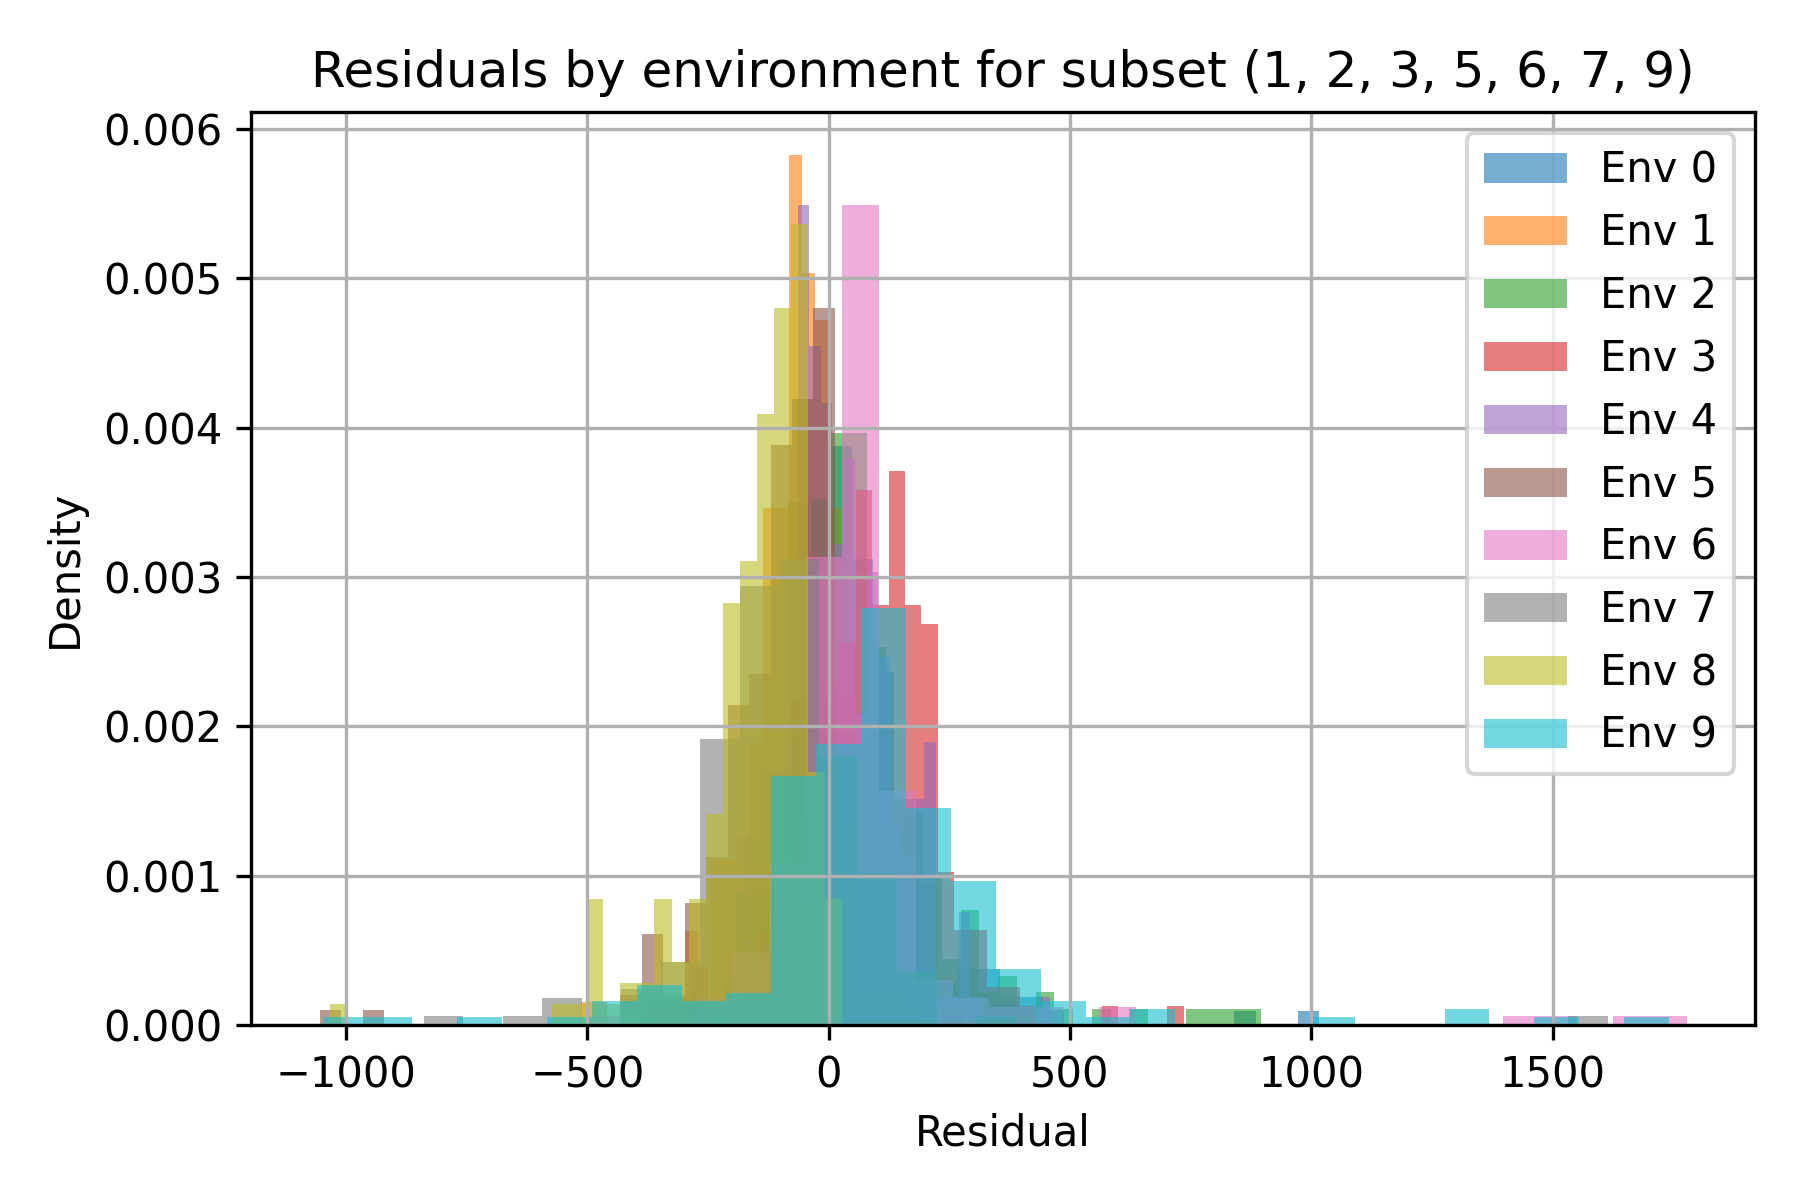 Residuals by environment for subset (1, 2, 3, 5, 6, 7, 9)
0.006
0.005
0.004
0.003
0.002
0.001
0.000
Density
−1000
−500
0
500
1000
1500
Residual
Env 0
Env 1
Env 2
Env 3
Env 4
Env 5
Env 6
Env 7
Env 8
Env 9